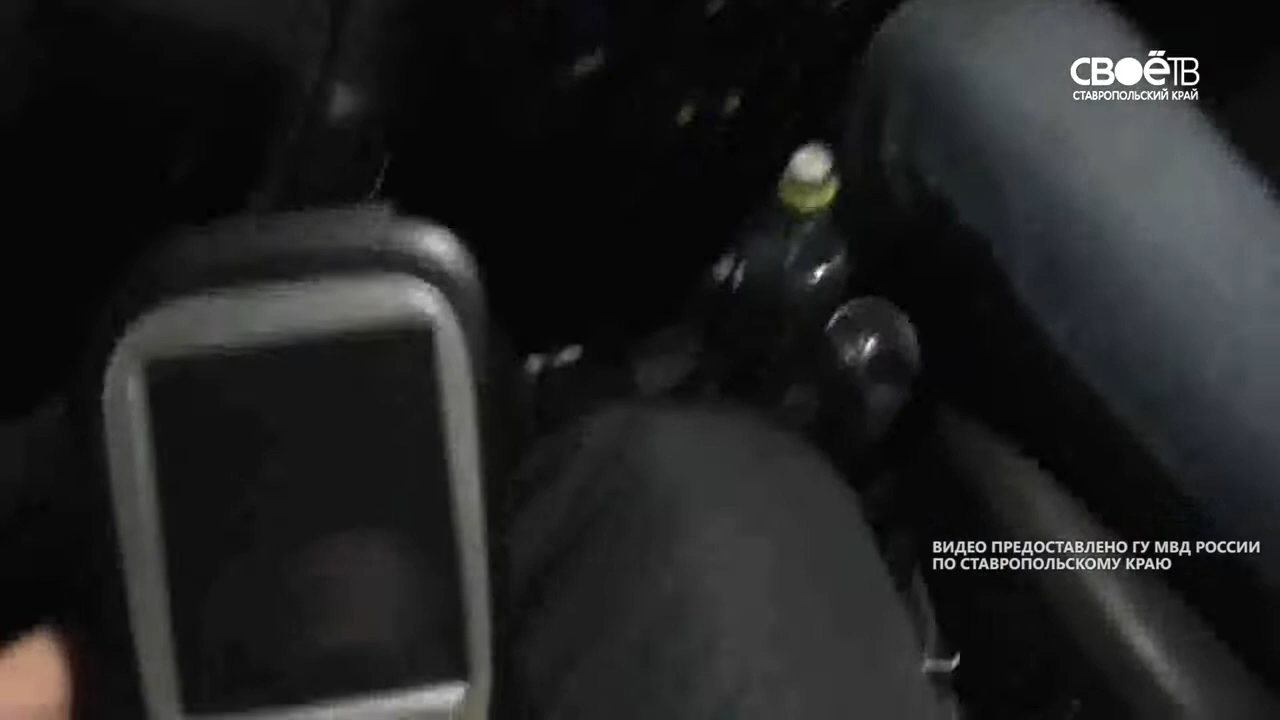 СВОЁТВ
СТАВРОПОЛЬСКИЙ КРАЙ
ВИДЕО ПРЕДОСТАВЛЕНО ГУ МВД РОССИИ
ПО СТАВРОПОЛЬСКОМУ КРАЮ